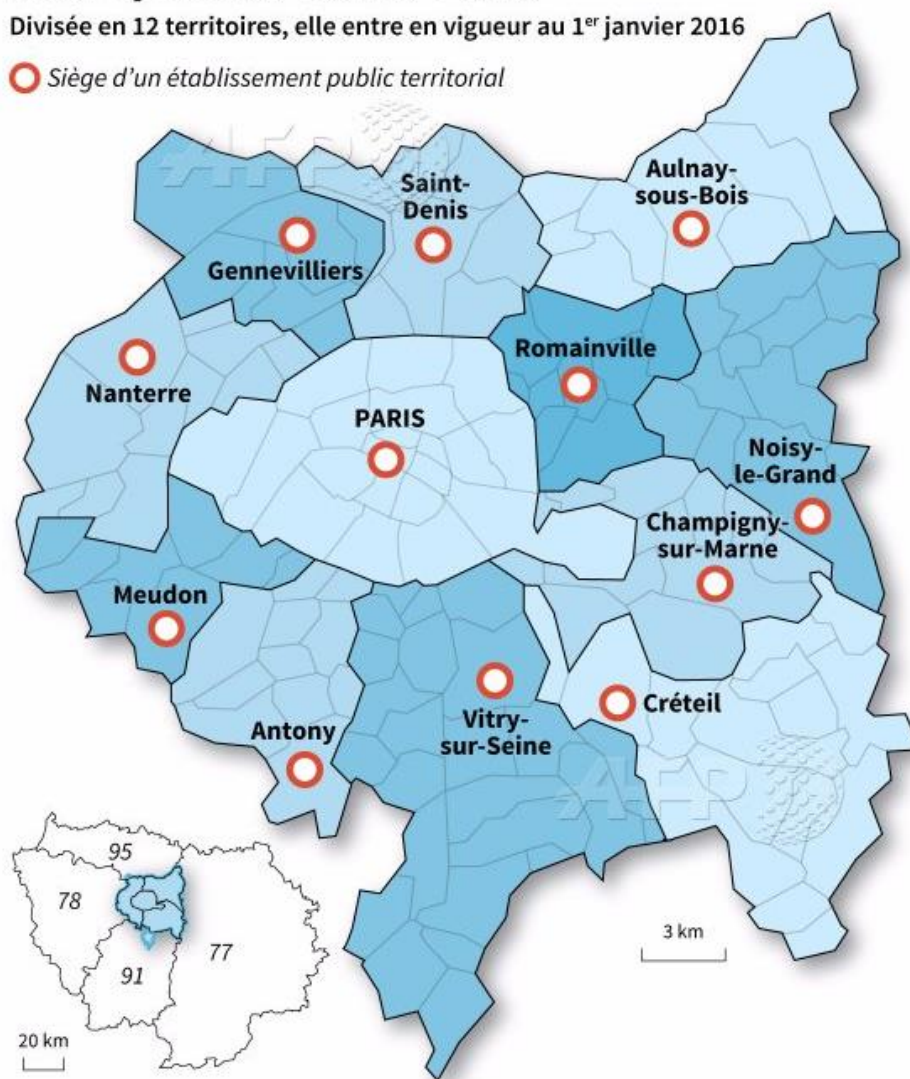 Divisée en 12 territoires, elle entre en vigueur au 1er janvier 2016
Siège d'un établissement public territorial
AFP
Saint-
Denis
Aulnay-
sous-Bois
Gennevilliers
Romainville
Nanterre
PARIS
Noisy-
le-Grand
Champigny-
sur-Marne
Meudon
Créteil
Antony
Vitry-
sur-Seine
AFP
95
78
77
91
3 km
20 km